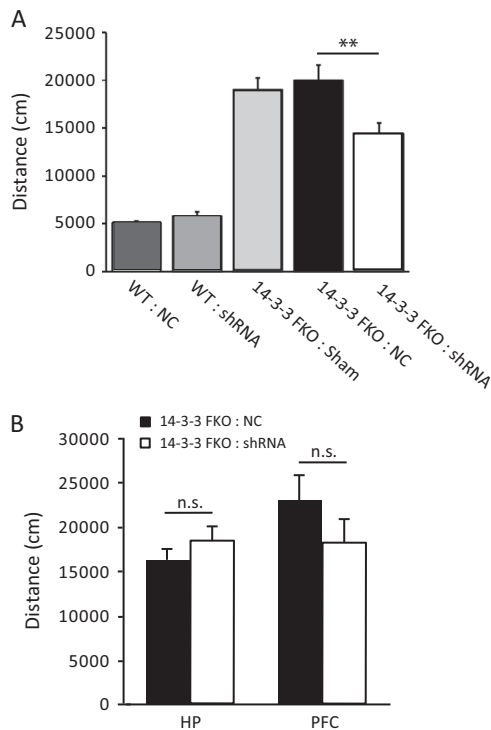 A
25000
20000
15000
10000
5000
0
Distance (cm)
**
WT : NC
WT : shRNA
14-3-3 FKO : Sham
14-3-3 FKO : NC
14-3-3 FKO : shRNA
B
14-3-3 FKO : NC
14-3-3 FKO : shRNA
30000
25000
20000
15000
10000
5000
0
Distance (cm)
n.s.
n.s.
HP
PFC